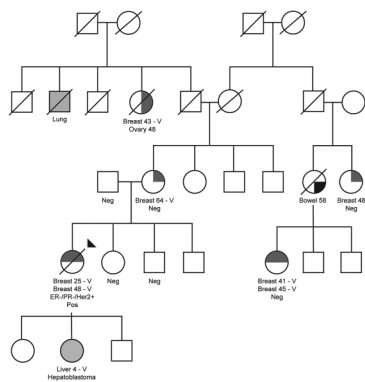 Lung
Breast 43 - V
Ovary 48
Neg
Breast 64 - V
Neg
Bowel 58
Breast 48
Neg
Breast 25 - V
Breast 48 - V
ER-/PR-/Her2+
Pos
Neg
Neg
Breast 41 - V
Breast 45 - V
Neg
Liver 4 - V
Hepatoblastoma